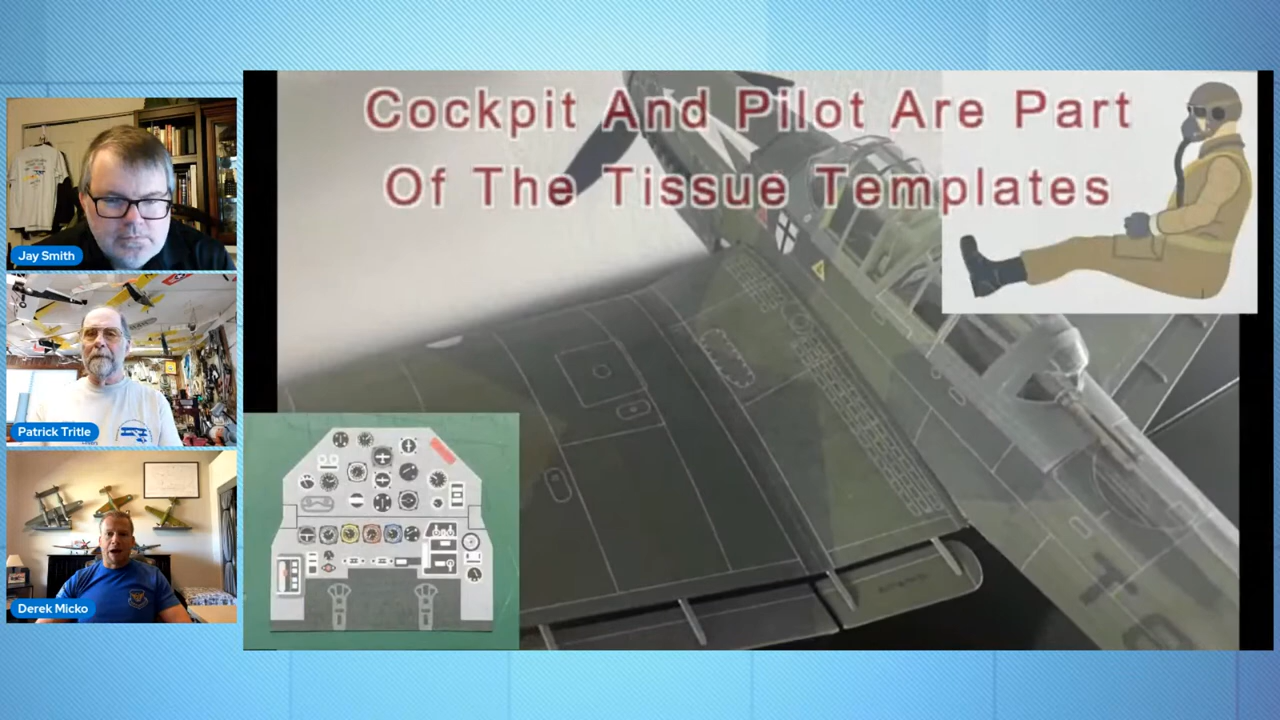 Cockpit And Pilot Are Part
Of The Tissue Templates
Jay Smith
Patrick Tritle
Derek Micko